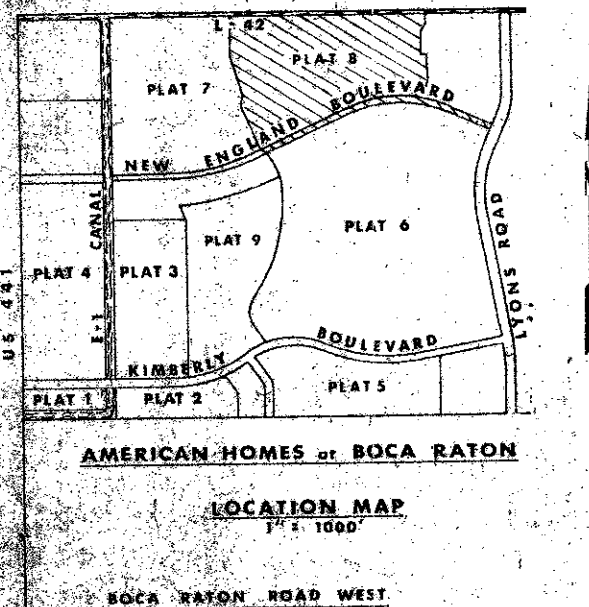 L - 42
PLAT 8
PLAT 7
NEW ENGLAND BOULEVARD
CANAL
E-1
PLAT 9
PLAT 6
PLAT 4
PLAT 3
US 441
LYONS ROAD
KIMBERLY BOULEVARD
PLAT 1
PLAT 2
PLAT 5
AMERICAN HOMES at BOCA RATON
LOCATION MAP
1" = 1000'
BOCA RATON ROAD WEST